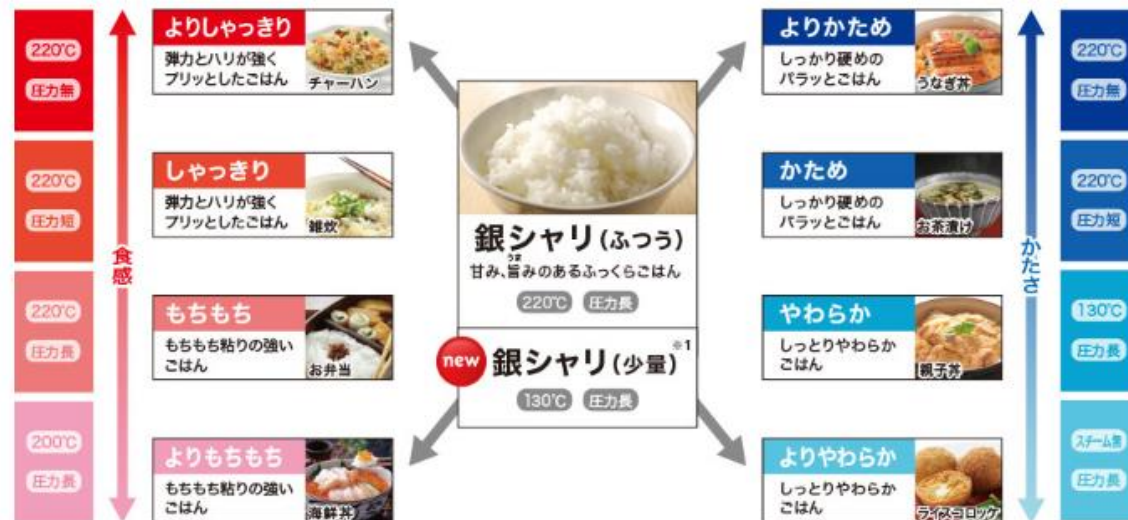 220℃
圧力無
220℃
圧力短
220℃
圧力長
200℃
圧力長
食感
よりしゃっきり
弾力とハリが強く
プリッとしたごはん
チャーハン
しゃっきり
弾力とハリが強く
プリッとしたごはん
雑炊
もちもち
もちもち粘りの強い
ごはん
お弁当
よりもちもち
もちもち粘りの強い
ごはん
海鮮丼
銀シャリ(ふつう)
うま
甘み、旨みのあるふっくらごはん
220℃ 圧力長
new 銀シャリ(少量)※1
130℃ 圧力長
よりかため
しっかり硬めの
パラッとごはん
うなぎ丼
かため
しっかり硬めの
パラッとごはん
お茶漬け
やわらか
しっとりやわらか
ごはん
親子丼
よりやわらか
しっとりやわらか
ごはん
ライスコロッケ
かたさ
220℃
圧力無
220℃
圧力短
130℃
圧力長
スチーム無
圧力長